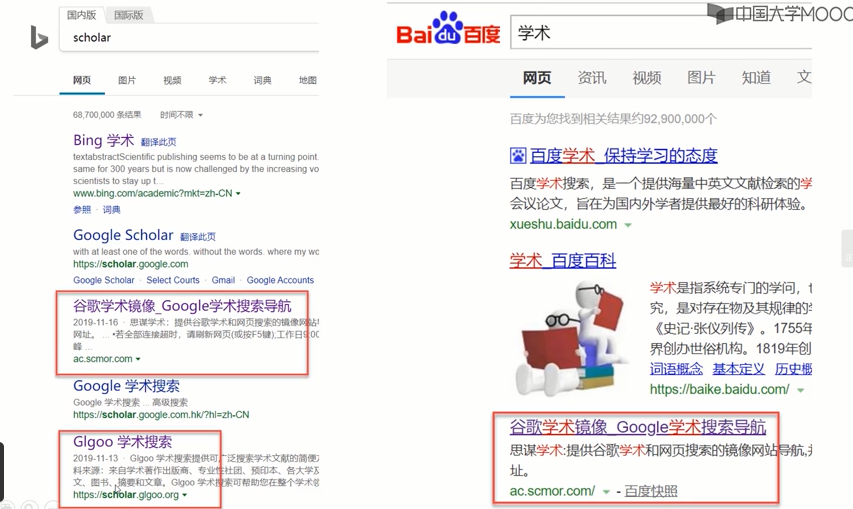 国内版 国际版
scholar
网页 图片 视频 学术 词典 地图
68,700,000 条结果 时间不限
Bing 学术 翻译此页
textabstractScientific publishing seems to be at a turning point.
same for 300 years but is now challenged by the increasing vo
scientists to stay up t...
www.bing.com/academic?mkt=zh-CN
参照 · 词典
Google Scholar 翻译此页
with at least one of the words. without the words. where my wo
https://scholar.google.com
Google Scholar · Select Courts · Gmail · Google Accounts
谷歌学术镜像_Google学术搜索导航
2019-11-16 · 思谋学术：提供谷歌学术和网页搜索的镜像网站
网址。 ... •若全部连接超时，请刷新网页(或按F5键),工作日9:00
峰 ...
ac.scmor.com
Google 学术搜索
Google 学术搜索 ... 高级搜索
https://scholar.google.com.hk/?hl=zh-CN
Glgoo 学术搜索
2019-11-13 · Glgoo 学术搜索提供可广泛搜索学术文献的简便方
料来源：来自学术著作出版商、专业性社团、预印本、各大学及
文、图书、摘要和文章。Glgoo 学术搜索可帮助您在整个学术领
https://scholar.glgoo.org
中国大学MOOC
Bai du 百度
学术
网页 资讯 视频 图片 知道 文
百度为您找到相关结果约92,900,000个
百度学术_保持学习的态度
百度学术搜索，是一个提供海量中英文文献检索的学
会议论文，旨在为国内外学者提供最好的科研体验。
xueshu.baidu.com
学术_百度百科
学术是指系统专门的学问，也
究，是对存在物及其规律的学
《史记·张仪列传》。1755年
界创办世俗机构。1819年创
词语概念 基本定义 历史概
https://baike.baidu.com/
谷歌学术镜像_Google学术搜索导航
思谋学术:提供谷歌学术和网页搜索的镜像网站导航,并
址。
ac.scmor.com/ - 百度快照